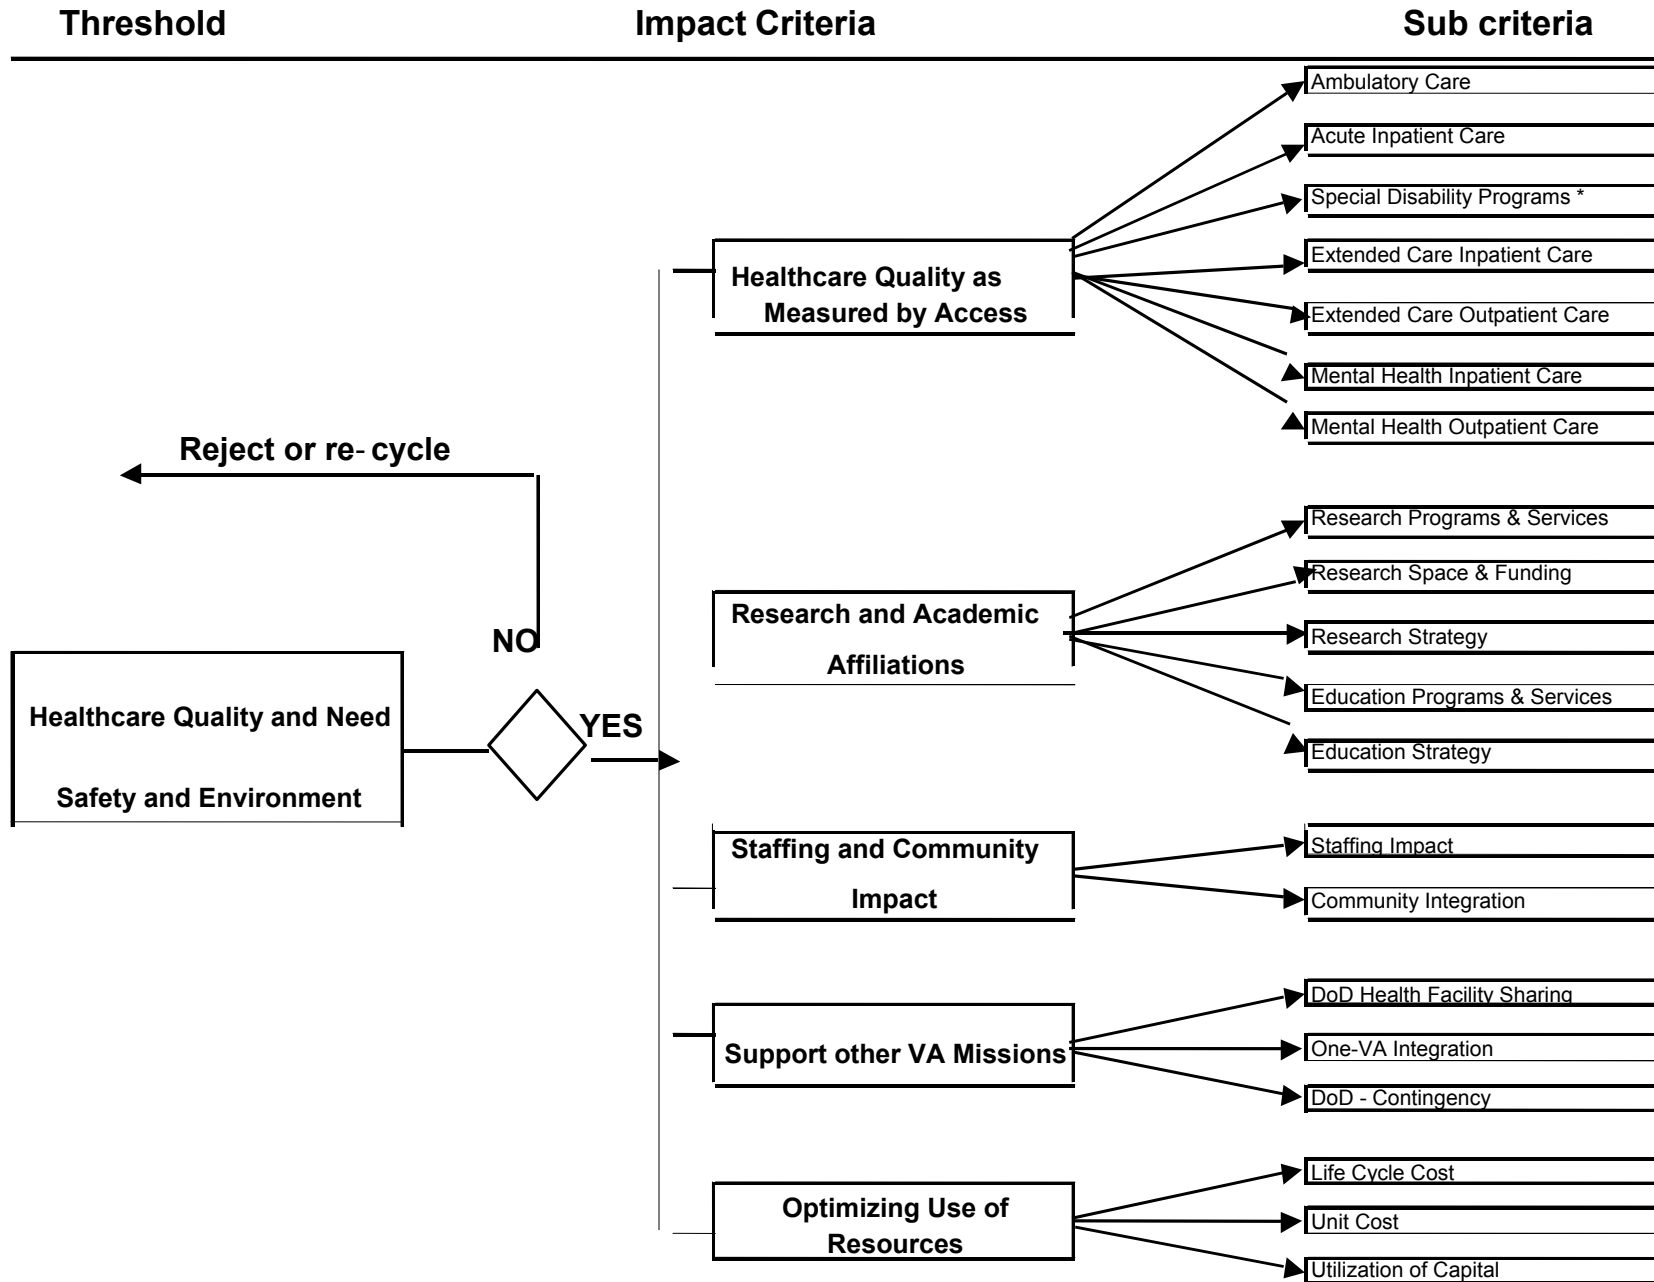 Threshold
Impact Criteria
Sub criteria
Ambulatory Care
Acute Inpatient Care
Special Disability Programs *
Healthcare Quality as
Measured by Access
Extended Care Inpatient Care
Extended Care Outpatient Care
Mental Health Inpatient Care
Mental Health Outpatient Care
Reject or re- cycle
NO
YES
Healthcare Quality and Need
Safety and Environment
Research and Academic
Affiliations
Research Programs & Services
Research Space & Funding
Research Strategy
Education Programs & Services
Education Strategy
Staffing and Community
Impact
Staffing Impact
Community Integration
Support other VA Missions
DoD Health Facility Sharing
One-VA Integration
DoD - Contingency
Optimizing Use of
Resources
Life Cycle Cost
Unit Cost
Utilization of Capital